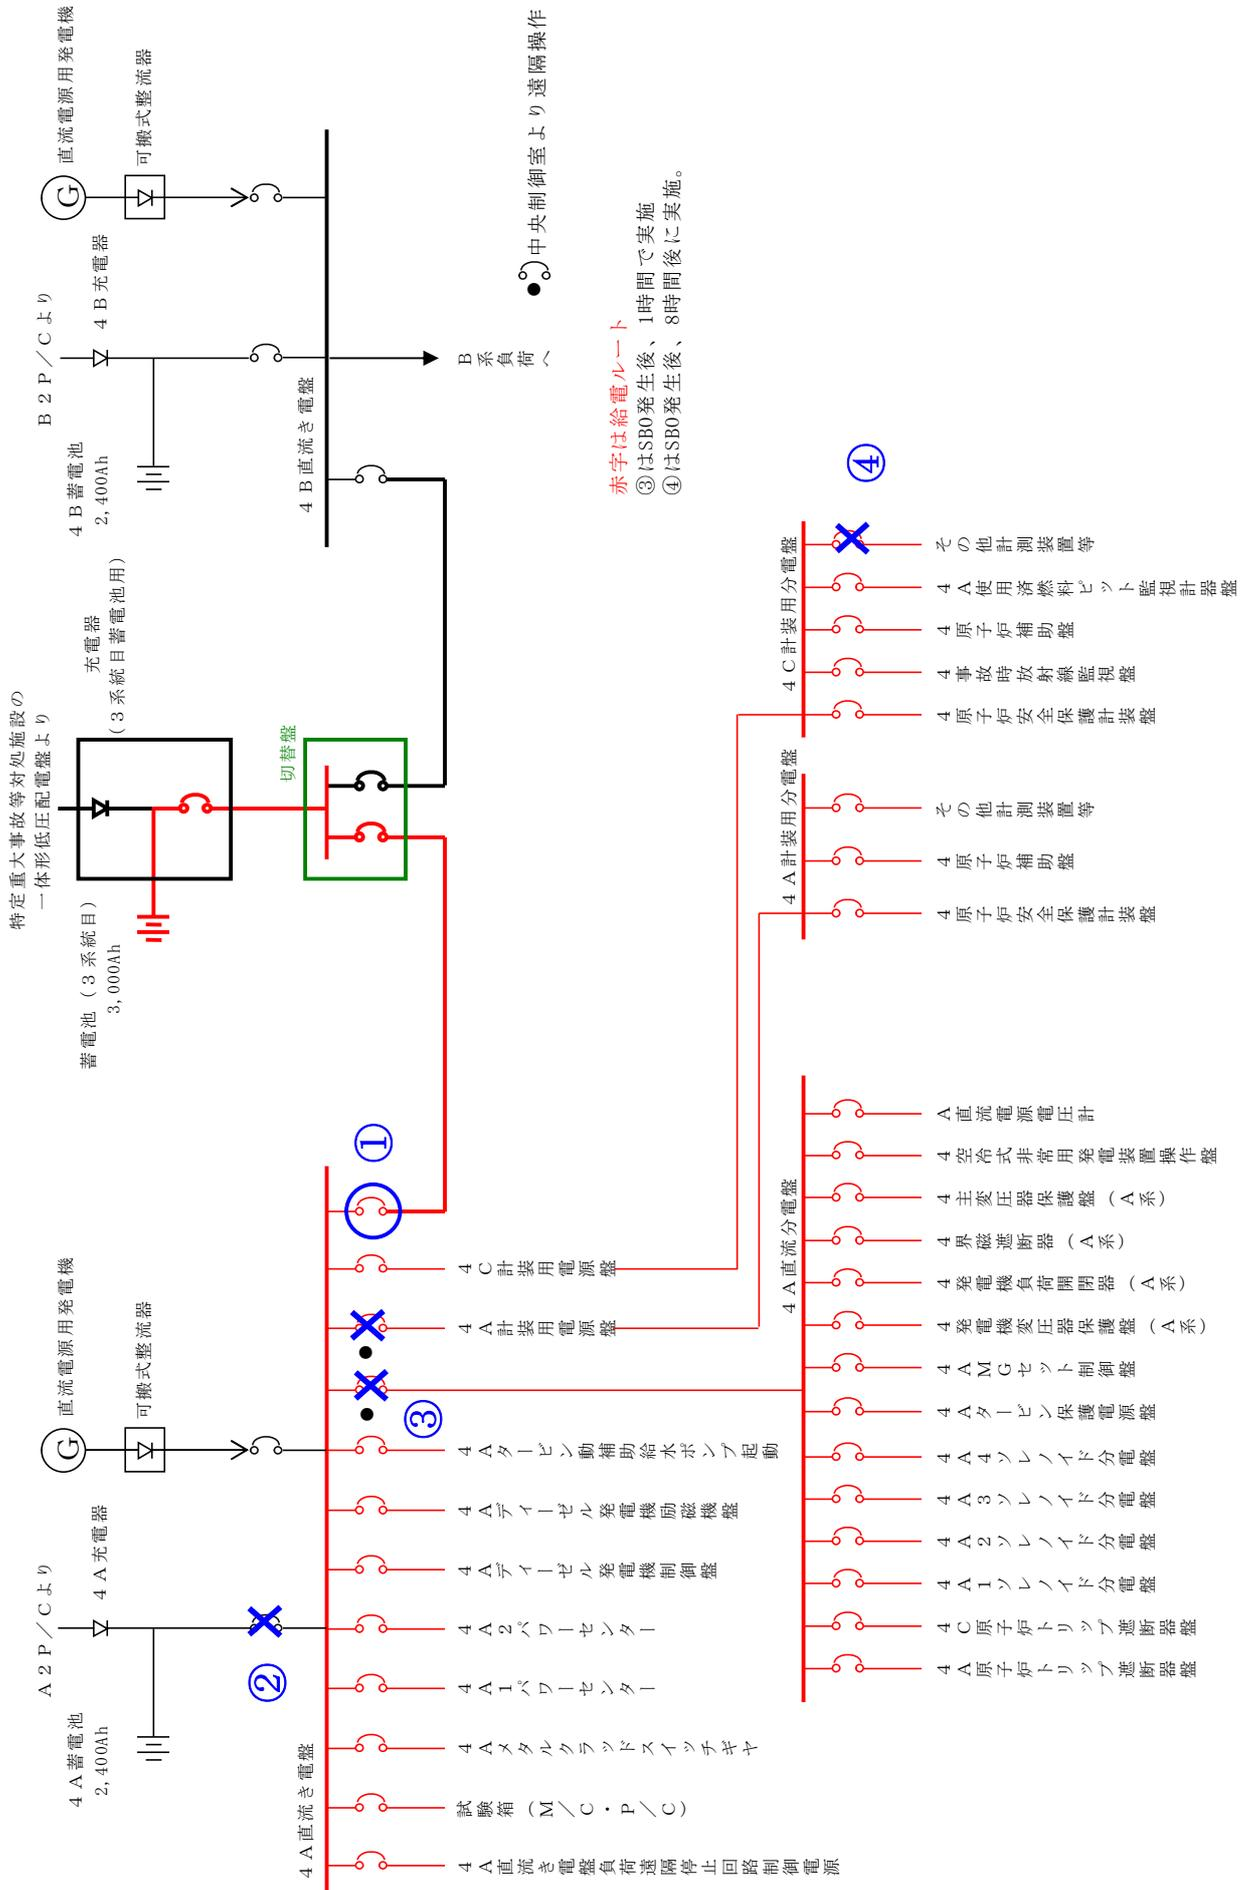 特定重大事故等対処施設の
一体形低圧配電盤より
充電器
(3系統目蓄電池用)
蓄電池(3系統目)
3,000Ah
切替盤
A2P/Cより
4A充電器
4A蓄電池
2,400Ah
G
直流電源用発電機
可搬式整流器
②
4A直流き電盤
①
③
B2P/Cより
4B充電器
4B蓄電池
2,400Ah
G
直流電源用発電機
可搬式整流器
4B直流き電盤
B系負荷へ
中央制御室より遠隔操作
赤字は給電ルート
③はSBO発生後、1時間で実施
④はSBO発生後、8時間後に実施。
4A直流き電盤負荷遠隔停止回路制御電源
試験箱(M/C・P/C)
4Aメタルクラッドスイッチギヤ
4A1パワーセンター
4A2パワーセンター
4Aディーゼル発電機制御盤
4Aディーゼル発電機励磁機盤
4Aタービン動補助給水ポンプ起動
4A計装用電源盤
4C計装用電源盤
4A直流分電盤
4A原子炉トリップ遮断器盤
4C原子炉トリップ遮断器盤
4A1ソレノイド分電盤
4A2ソレノイド分電盤
4A3ソレノイド分電盤
4A4ソレノイド分電盤
4Aタービン保護電源盤
4AMGセット制御盤
4発電機変圧器保護盤(A系)
4発電機負荷開閉器(A系)
4界磁遮断器(A系)
4主変圧器保護盤(A系)
4空冷式非常用発電装置操作盤
A直流電源電圧計
4A計装用分電盤
4原子炉安全保護計装盤
4原子炉補助盤
その他計測装置等
4C計装用分電盤
4原子炉安全保護計装盤
4事故時放射線監視盤
4原子炉補助盤
4A使用済燃料ピット監視計器盤
その他計測装置等
④